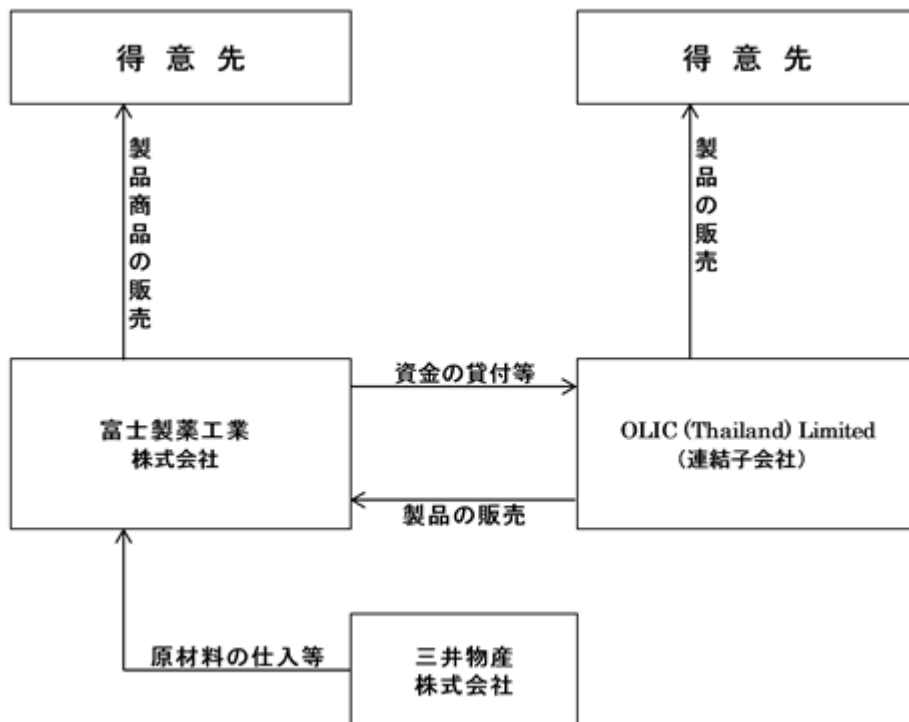 得意先
得意先
製品商品の販売
製品の販売
資金の貸付等
富士製薬工業
株式会社
OLIC (Thailand) Limited
（連結子会社）
製品の販売
原材料の仕入等
三井物産
株式会社